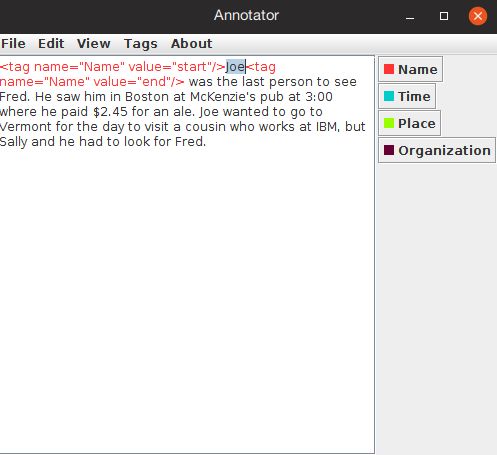 Annotator
File Edit View Tags About
<tag name="Name" value="start"/>Joe<tag
name="Name" value="end"/> was the last person to see
Fred. He saw him in Boston at McKenzie's pub at 3:00
where he paid $2.45 for an ale. Joe wanted to go to
Vermont for the day to visit a cousin who works at IBM, but
Sally and he had to look for Fred.
Name
Time
Place
Organization